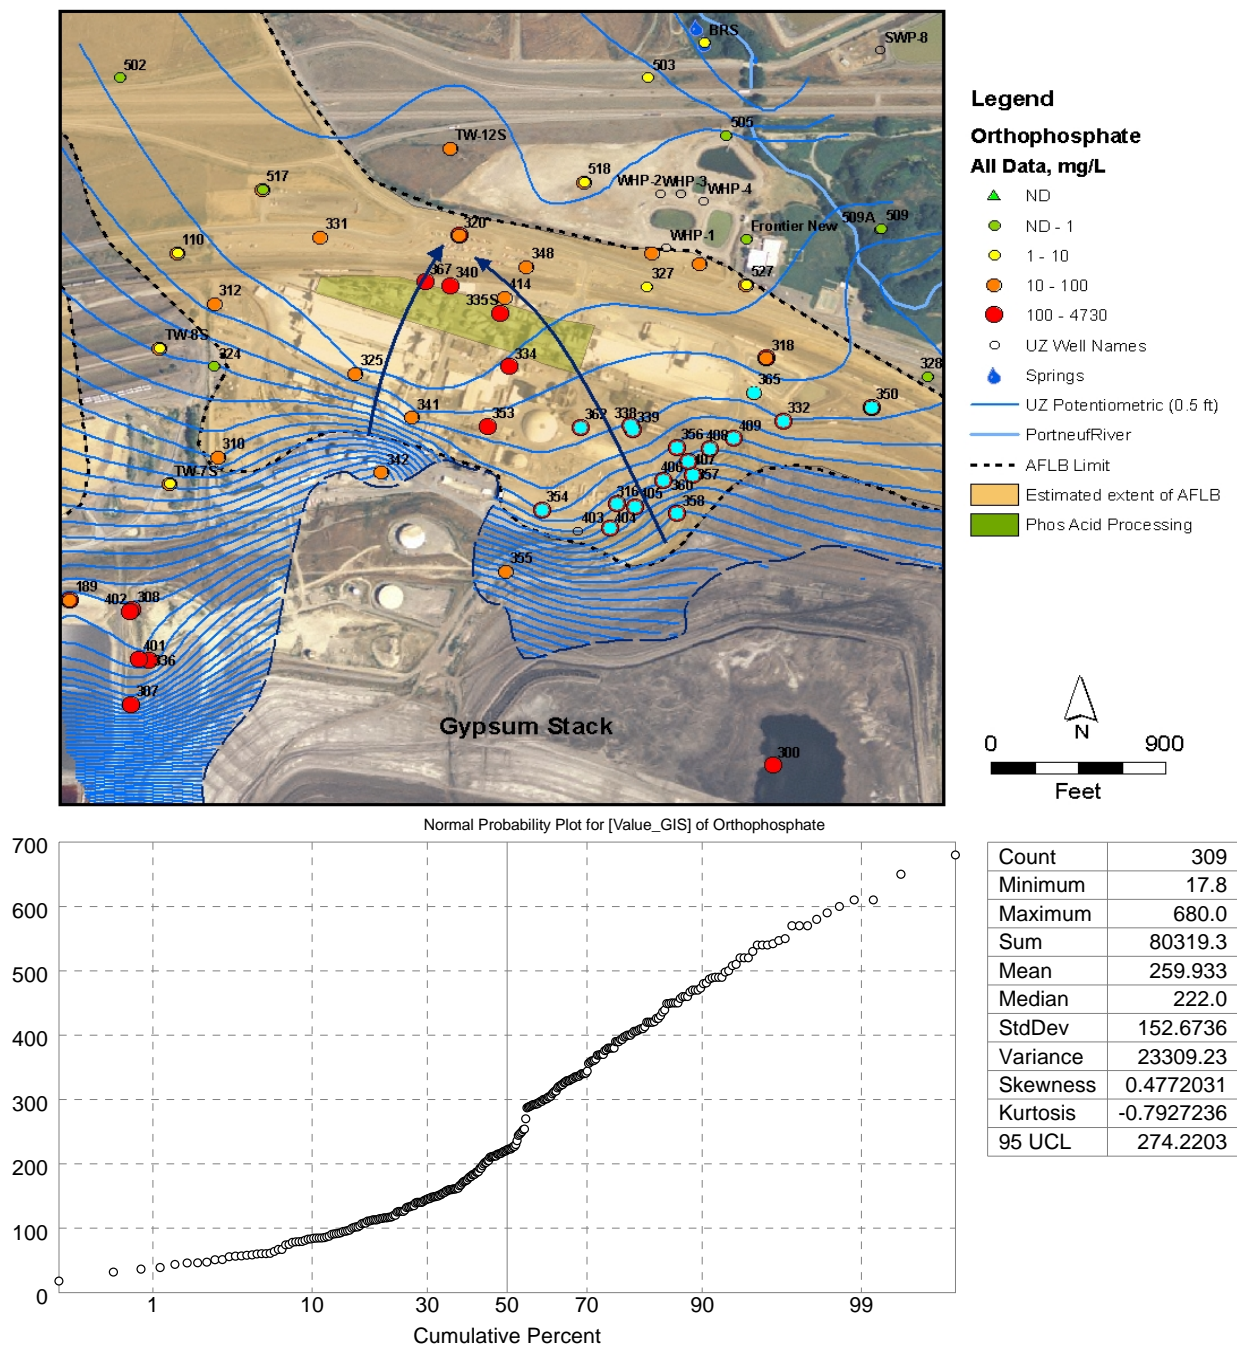 BRS
SWP-8
502
503
505
TW-12S
518
517
WHP-2 WHP-3
WHP-4
509A 509
Frontier New
331
320
WHP-1
110
348
367 340
327
527
312
414
335S
TW-8S
324
325
334
318
328
365
350
341
353
362 338 339
332
356 408 409
310
342
407
TW-7S
406
357
360
354
316 405
358
403 404
355
189
402 308
401
336
307
Gypsum Stack
300
Legend
Orthophosphate
All Data, mg/L
ND
ND - 1
1 - 10
10 - 100
100 - 4730
UZ Well Names
Springs
UZ Potentiometric (0.5 ft)
PortneufRiver
AFLB Limit
Estimated extent of AFLB
Phos Acid Processing
N
0 900
Feet
Normal Probability Plot for [Value_GIS] of Orthophosphate
700
600
500
400
300
200
100
0
1 10 30 50 70 90 99
Cumulative Percent
Count 309
Minimum 17.8
Maximum 680.0
Sum 80319.3
Mean 259.933
Median 222.0
StdDev 152.6736
Variance 23309.23
Skewness 0.4772031
Kurtosis -0.7927236
95 UCL 274.2203